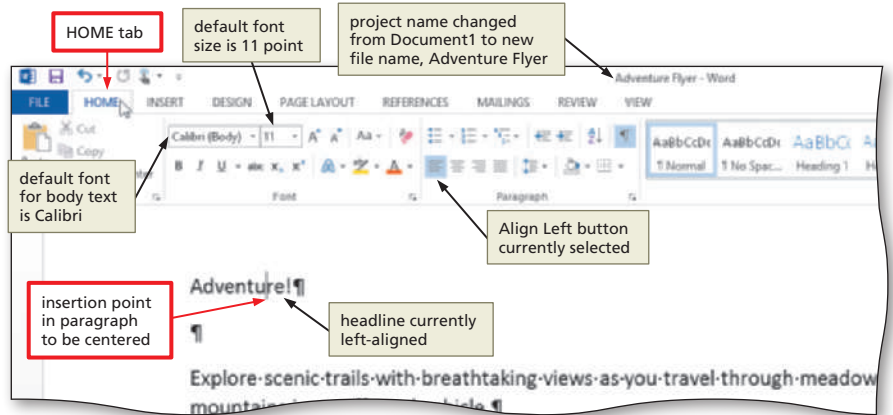 HOME tab
default font
size is 11 point
project name changed
from Document1 to new
file name, Adventure Flyer
Adventure Flyer - Word
FILE HOME INSERT DESIGN PAGE LAYOUT REFERENCES MAILINGS REVIEW VIEW
Cut
Copy
Calibri (Body) 11
AaBbCcDc AaBbCcDc AaBbCc
¶ Normal ¶ No Spac... Heading 1
Font Paragraph
default font
for body text
is Calibri
Align Left button
currently selected
Adventure!¶
insertion point
in paragraph
to be centered
headline currently
left-aligned
¶
Explore·scenic·trails·with·breathtaking·views·as·you·travel·through·meadow